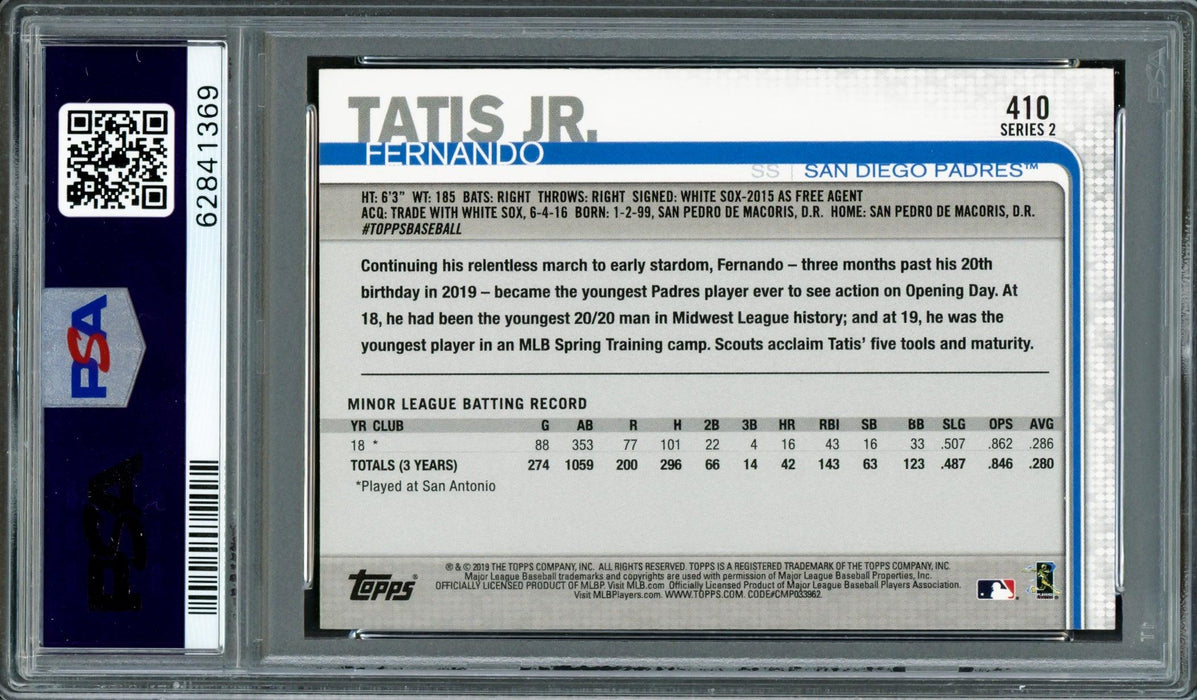 62841369
PSA
PSA
TATIS JR.
FERNANDO
410
SERIES 2
SS | SAN DIEGO PADRES™
HT: 6'3" WT: 185 BATS: RIGHT THROWS: RIGHT SIGNED: WHITE SOX-2015 AS FREE AGENT
ACQ: TRADE WITH WHITE SOX, 6-4-16 BORN: 1-2-99, SAN PEDRO DE MACORIS, D.R. HOME: SAN PEDRO DE MACORIS, D.R.
#TOPPSBASEBALL
Continuing his relentless march to early stardom, Fernando – three months past his 20th
birthday in 2019 – became the youngest Padres player ever to see action on Opening Day. At
18, he had been the youngest 20/20 man in Midwest League history; and at 19, he was the
youngest player in an MLB Spring Training camp. Scouts acclaim Tatis' five tools and maturity.
MINOR LEAGUE BATTING RECORD
YR CLUB G AB R H 2B 3B HR RBI SB BB SLG OPS AVG
18 * 88 353 77 101 22 4 16 43 16 33 .507 .862 .286
TOTALS (3 YEARS) 274 1059 200 296 66 14 42 143 63 123 .487 .846 .280
*Played at San Antonio
Topps®
® & © 2019 THE TOPPS COMPANY, INC. ALL RIGHTS RESERVED. TOPPS IS A REGISTERED TRADEMARK OF THE TOPPS COMPANY, INC.
Major League Baseball trademarks and copyrights are used with permission of Major League Baseball Properties, Inc.
OFFICIALLY LICENSED PRODUCT OF MLBP Visit MLB.com Officially Licensed Product of Major League Baseball Players Association.
Visit MLBPlayers.com. WWW.TOPPS.COM. CODE#CMP033962.
PSA